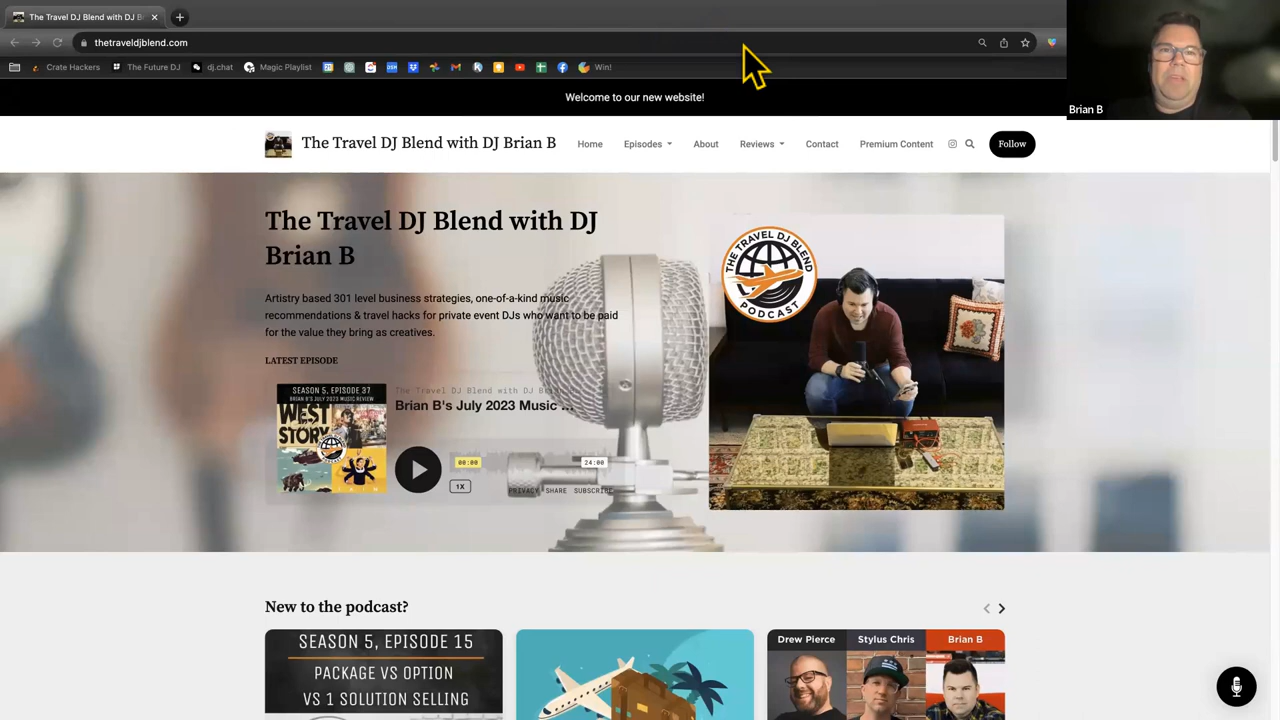 The Travel DJ Blend with DJ B
thetraveldjblend.com
Crate Hackers
The Future DJ
dj.chat
Magic Playlist
Win!
Brian B
Welcome to our new website!
The Travel DJ Blend with DJ Brian B
Home
Episodes
About
Reviews
Contact
Premium Content
Follow
The Travel DJ Blend with DJ
Brian B
Artistry based 301 level business strategies, one-of-a-kind music
recommendations & travel hacks for private event DJs who want to be paid
for the value they bring as creatives.
LATEST EPISODE
SEASON 5, EPISODE 37
BRIAN B'S JULY 2023 MUSIC REVIEW
WEST
STORY
The Travel DJ Blend with DJ B
Brian B's July 2023 Music ...
00:00
24:00
1X
PRIVACY
SHARE
SUBSCRIBE
THE TRAVEL DJ BLEND
PODCAST
New to the podcast?
SEASON 5, EPISODE 15
PACKAGE VS OPTION
VS 1 SOLUTION SELLING
Drew Pierce
Stylus Chris
Brian B